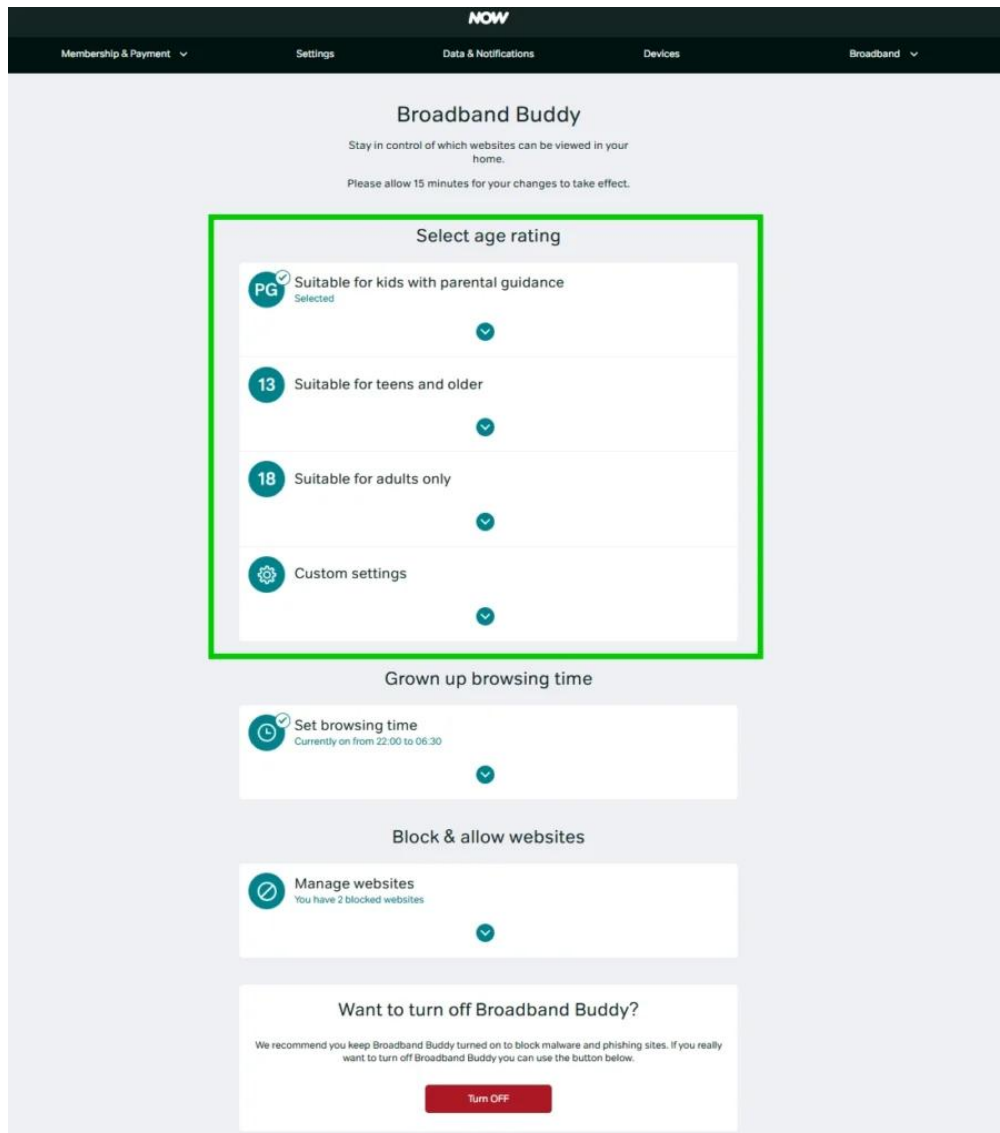 NOW
Membership & Payment
Settings
Data & Notifications
Devices
Broadband
Broadband Buddy
Stay in control of which websites can be viewed in your
home.
Please allow 15 minutes for your changes to take effect.
Select age rating
PG
Suitable for kids with parental guidance
Selected
13
Suitable for teens and older
18
Suitable for adults only
Custom settings
Grown up browsing time
Set browsing time
Currently on from 22:00 to 06:30
Block & allow websites
Manage websites
You have 2 blocked websites
Want to turn off Broadband Buddy?
We recommend you keep Broadband Buddy turned on to block malware and phishing sites. If you really
want to turn off Broadband Buddy you can use the button below.
Turn OFF